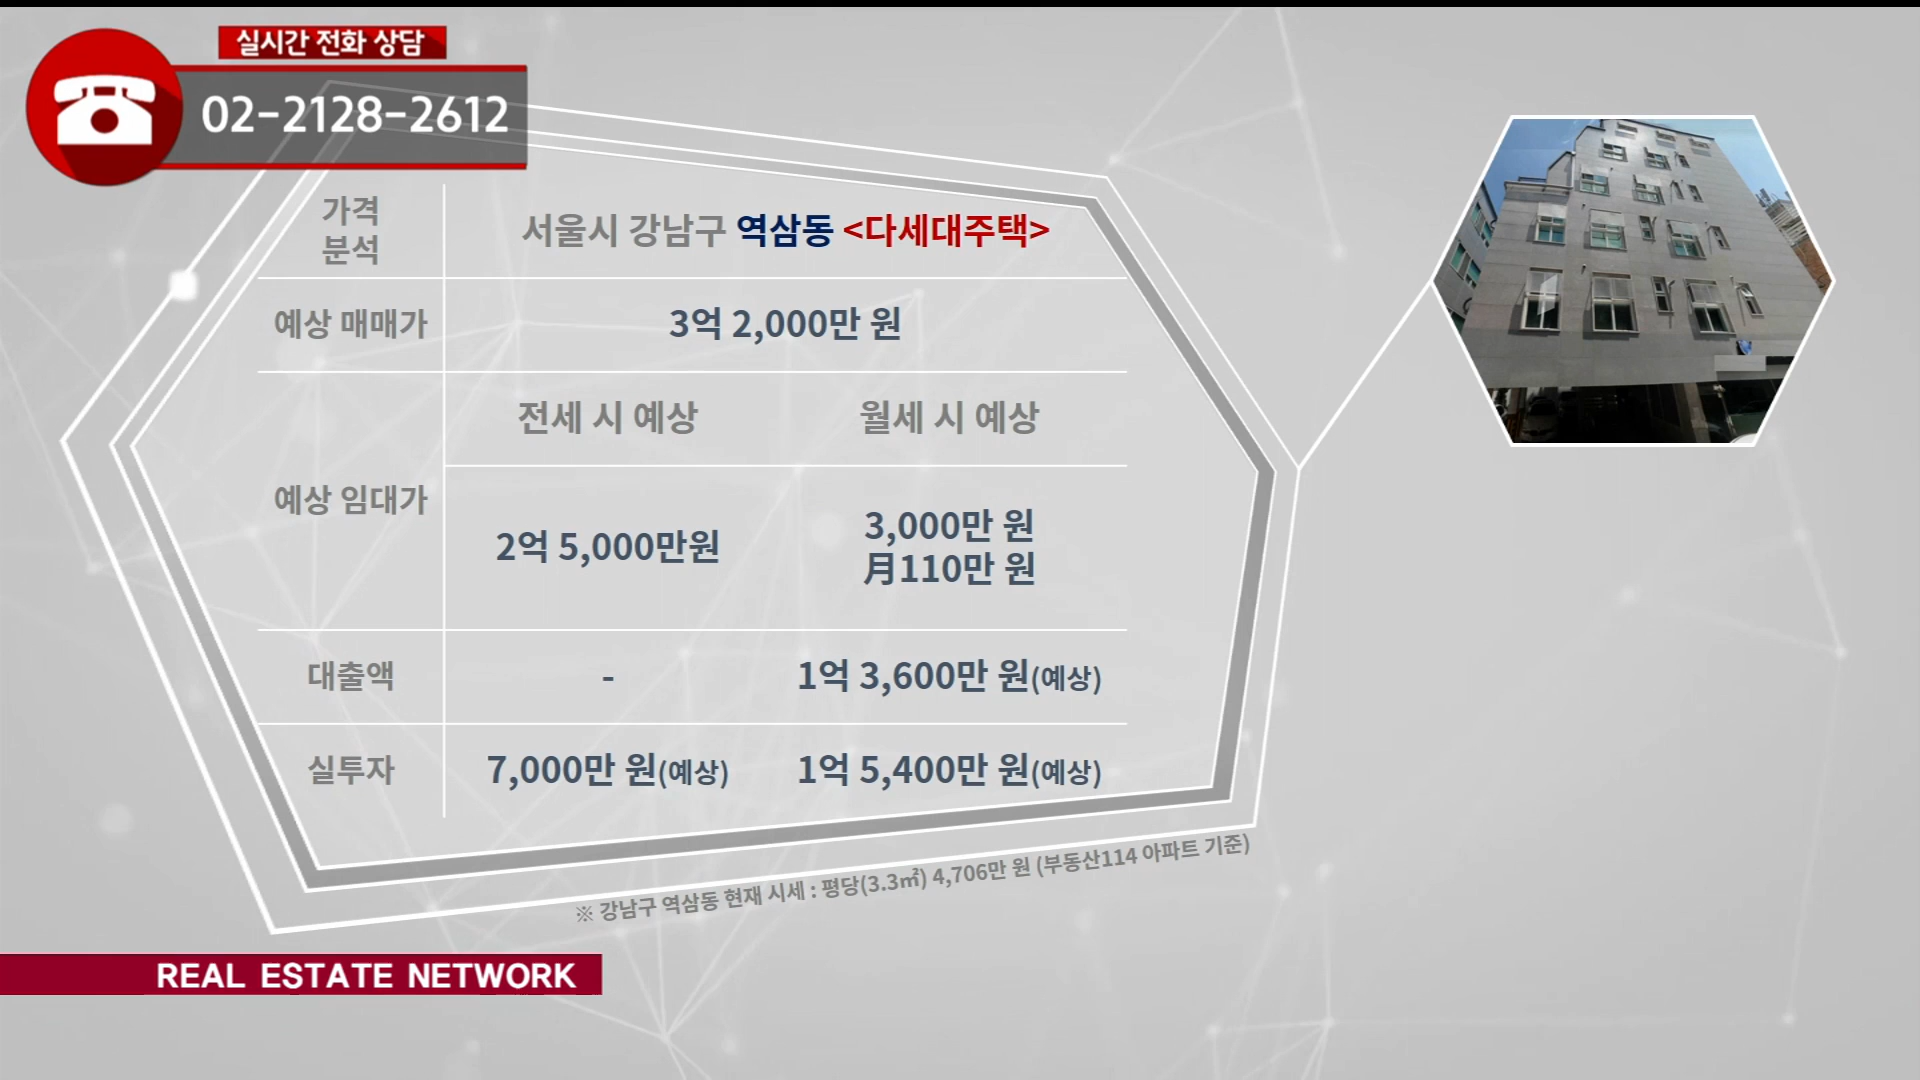 실시간 전화 상담
02-2128-2612
가격
분석
서울시 강남구 역삼동 <다세대주택>
예상 매매가
3억 2,000만 원
예상 임대가
전세 시 예상
월세 시 예상
2억 5,000만원
3,000만 원
月110만 원
대출액
-
1억 3,600만 원(예상)
실투자
7,000만 원(예상)
1억 5,400만 원(예상)
※ 강남구 역삼동 현재 시세 : 평당(3.3㎡) 4,706만 원 (부동산114 아파트 기준)
REAL ESTATE NETWORK